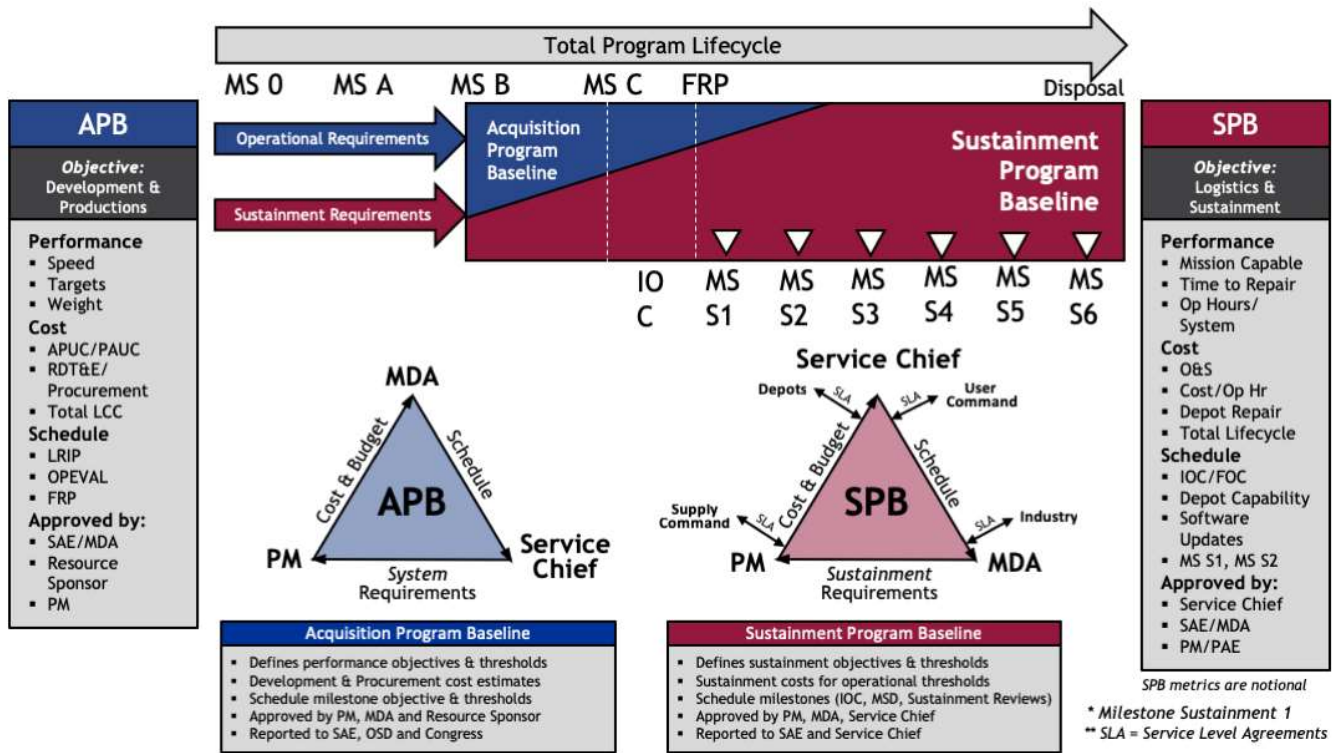 Total Program Lifecycle
MS 0
MS A
MS B
MS C
FRP
Disposal
APB
Objective:
Development &
Productions
Performance
▪ Speed
▪ Targets
▪ Weight
Cost
▪ APUC/PAUC
▪ RDT&E/
Procurement
▪ Total LCC
Schedule
▪ LRIP
▪ OPEVAL
▪ FRP
Approved by:
▪ SAE/MDA
▪ Resource
Sponsor
▪ PM
Operational Requirements
Sustainment Requirements
Acquisition
Program
Baseline
Sustainment
Program
Baseline
IO
C
MS
S1
MS
S2
MS
S3
MS
S4
MS
S5
MS
S6
MDA
Cost & Budget
Schedule
APB
PM
Service
Chief
System
Requirements
Service Chief
Depots
SLA
SLA
User
Command
Cost & Budget
Schedule
SPB
Supply
Command
SLA
SLA
Industry
PM
MDA
Sustainment
Requirements
Acquisition Program Baseline
▪ Defines performance objectives & thresholds
▪ Development & Procurement cost estimates
▪ Schedule milestone objective & thresholds
▪ Approved by PM, MDA and Resource Sponsor
▪ Reported to SAE, OSD and Congress
Sustainment Program Baseline
▪ Defines sustainment objectives & thresholds
▪ Sustainment costs for operational thresholds
▪ Schedule milestones (IOC, MSD, Sustainment Reviews)
▪ Approved by PM, MDA, Service Chief
▪ Reported to SAE and Service Chief
SPB
Objective:
Logistics &
Sustainment
Performance
▪ Mission Capable
▪ Time to Repair
▪ Op Hours/
System
Cost
▪ O&S
▪ Cost/Op Hr
▪ Depot Repair
▪ Total Lifecycle
Schedule
▪ IOC/FOC
▪ Depot Capability
▪ Software
Updates
▪ MS S1, MS S2
Approved by:
▪ Service Chief
▪ SAE/MDA
▪ PM/PAE
SPB metrics are notional
* Milestone Sustainment 1
** SLA = Service Level Agreements